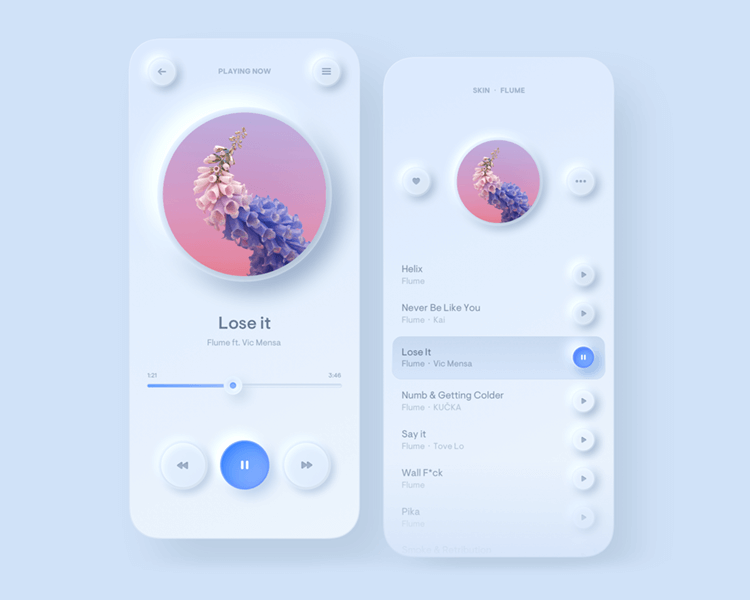 PLAYING NOW
Lose it
Flume ft. Vic Mensa
1:21
3:46
SKIN · FLUME
Helix
Flume
Never Be Like You
Flume · Kai
Lose It
Flume · Vic Mensa
Numb & Getting Colder
Flume · KUČKA
Say it
Flume · Tove Lo
Wall F*ck
Flume
Pika
Flume